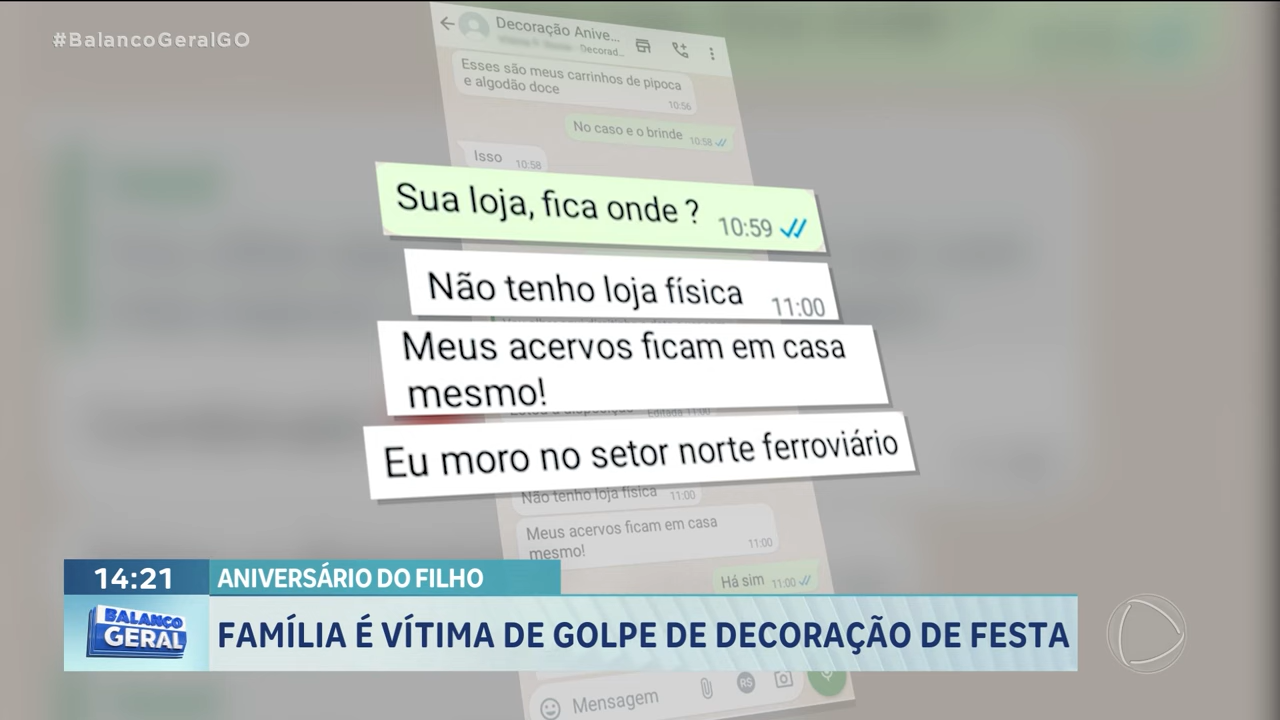 #BalancoGeralGO
Decoração Anive...
Decorad...
Esses são meus carrinhos de pipoca
e algodão doce
10:56
No caso e o brinde 10:58
Isso 10:58
Sua loja, fica onde ? 10:59
Não tenho loja física 11:00
Meus acervos ficam em casa
mesmo!
Eu moro no setor norte ferroviário
Editada 11:00
Não tenho loja física 11:00
Meus acervos ficam em casa
mesmo! 11:00
Há sim 11:00
14:21 ANIVERSÁRIO DO FILHO
BALANÇO
GERAL
FAMÍLIA É VÍTIMA DE GOLPE DE DECORAÇÃO DE FESTA
Mensagem
R$